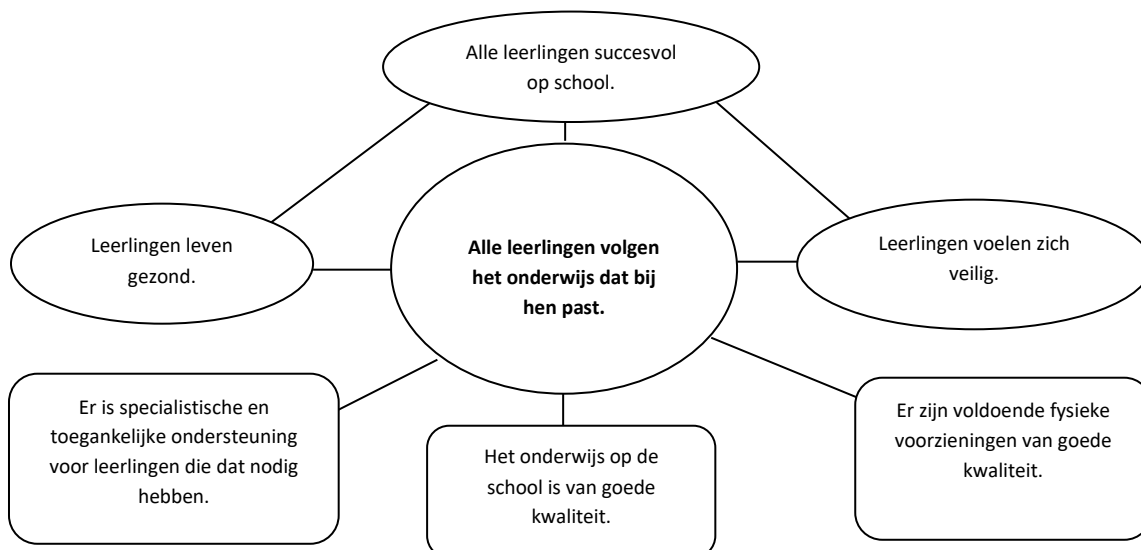 Alle leerlingen succesvol
op school.
Leerlingen leven
gezond.
Alle leerlingen volgen
het onderwijs dat bij
hen past.
Leerlingen voelen zich
veilig.
Er is specialistische en
toegankelijke ondersteuning
voor leerlingen die dat nodig
hebben.
Het onderwijs op de
school is van goede
kwaliteit.
Er zijn voldoende fysieke
voorzieningen van goede
kwaliteit.